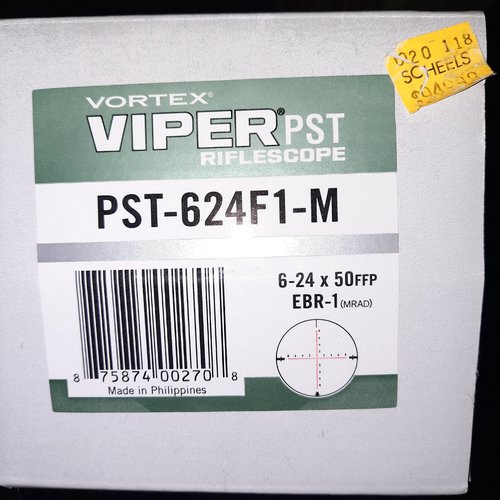 020 118
SCHEELS
VORTEX®
VIPER® PST
RIFLESCOPE
PST-624F1-M
6-24 x 50FFP
EBR-1 (MRAD)
8 75874 00270 8
Made in Philippines